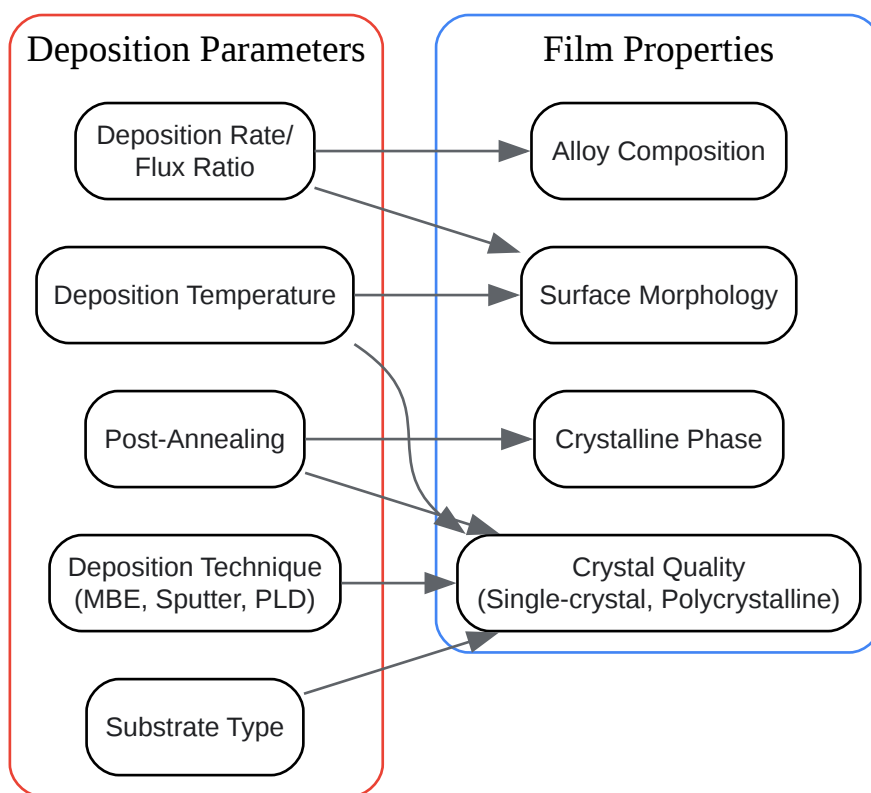 Deposition Parameters
Deposition Rate/
Flux Ratio
Deposition Temperature
Post-Annealing
Deposition Technique
(MBE, Sputter, PLD)
Substrate Type
Film Properties
Alloy Composition
Surface Morphology
Crystalline Phase
Crystal Quality
(Single-crystal, Polycrystalline)